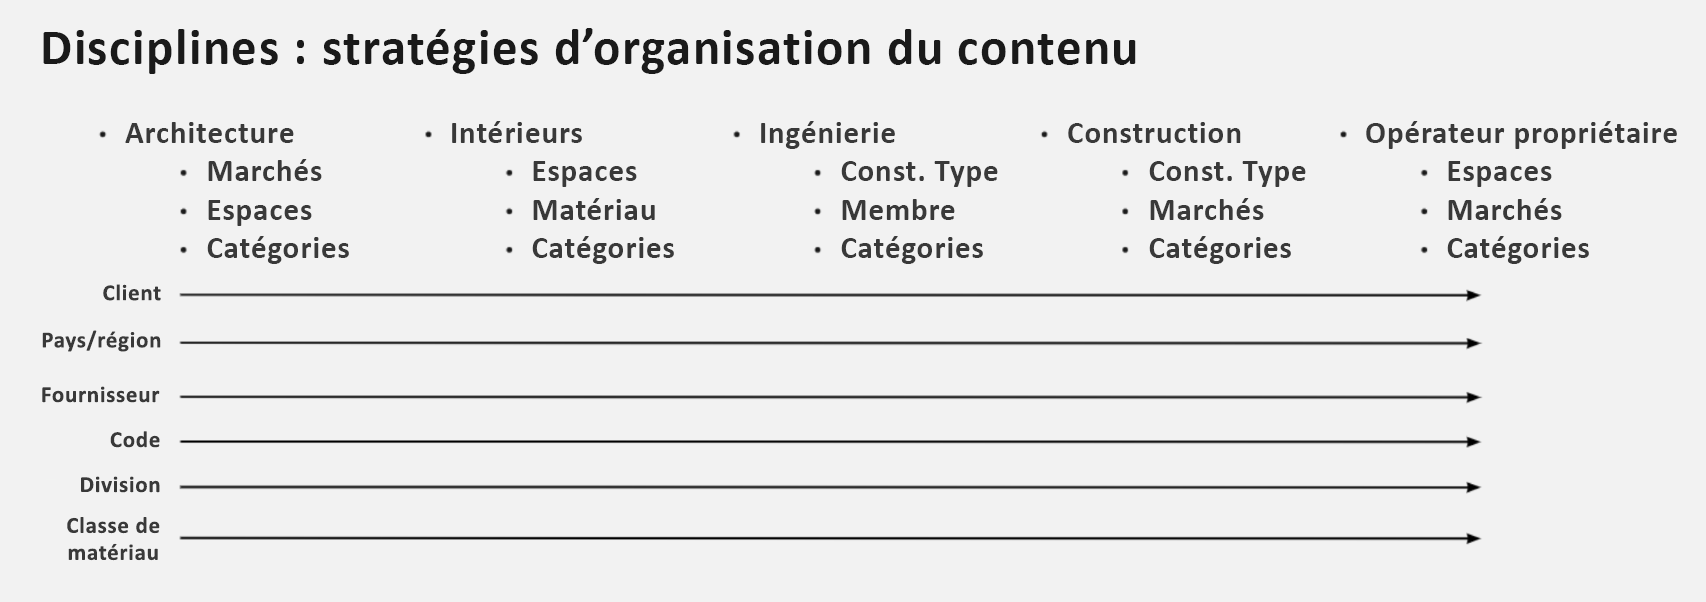 Disciplines : stratégies d’organisation du contenu
• Architecture
• Marchés
• Espaces
• Catégories
• Intérieurs
• Espaces
• Matériau
• Catégories
• Ingénierie
• Const. Type
• Membre
• Catégories
• Construction
• Const. Type
• Marchés
• Catégories
• Opérateur propriétaire
• Espaces
• Marchés
• Catégories
Client
Pays/région
Fournisseur
Code
Division
Classe de
matériau